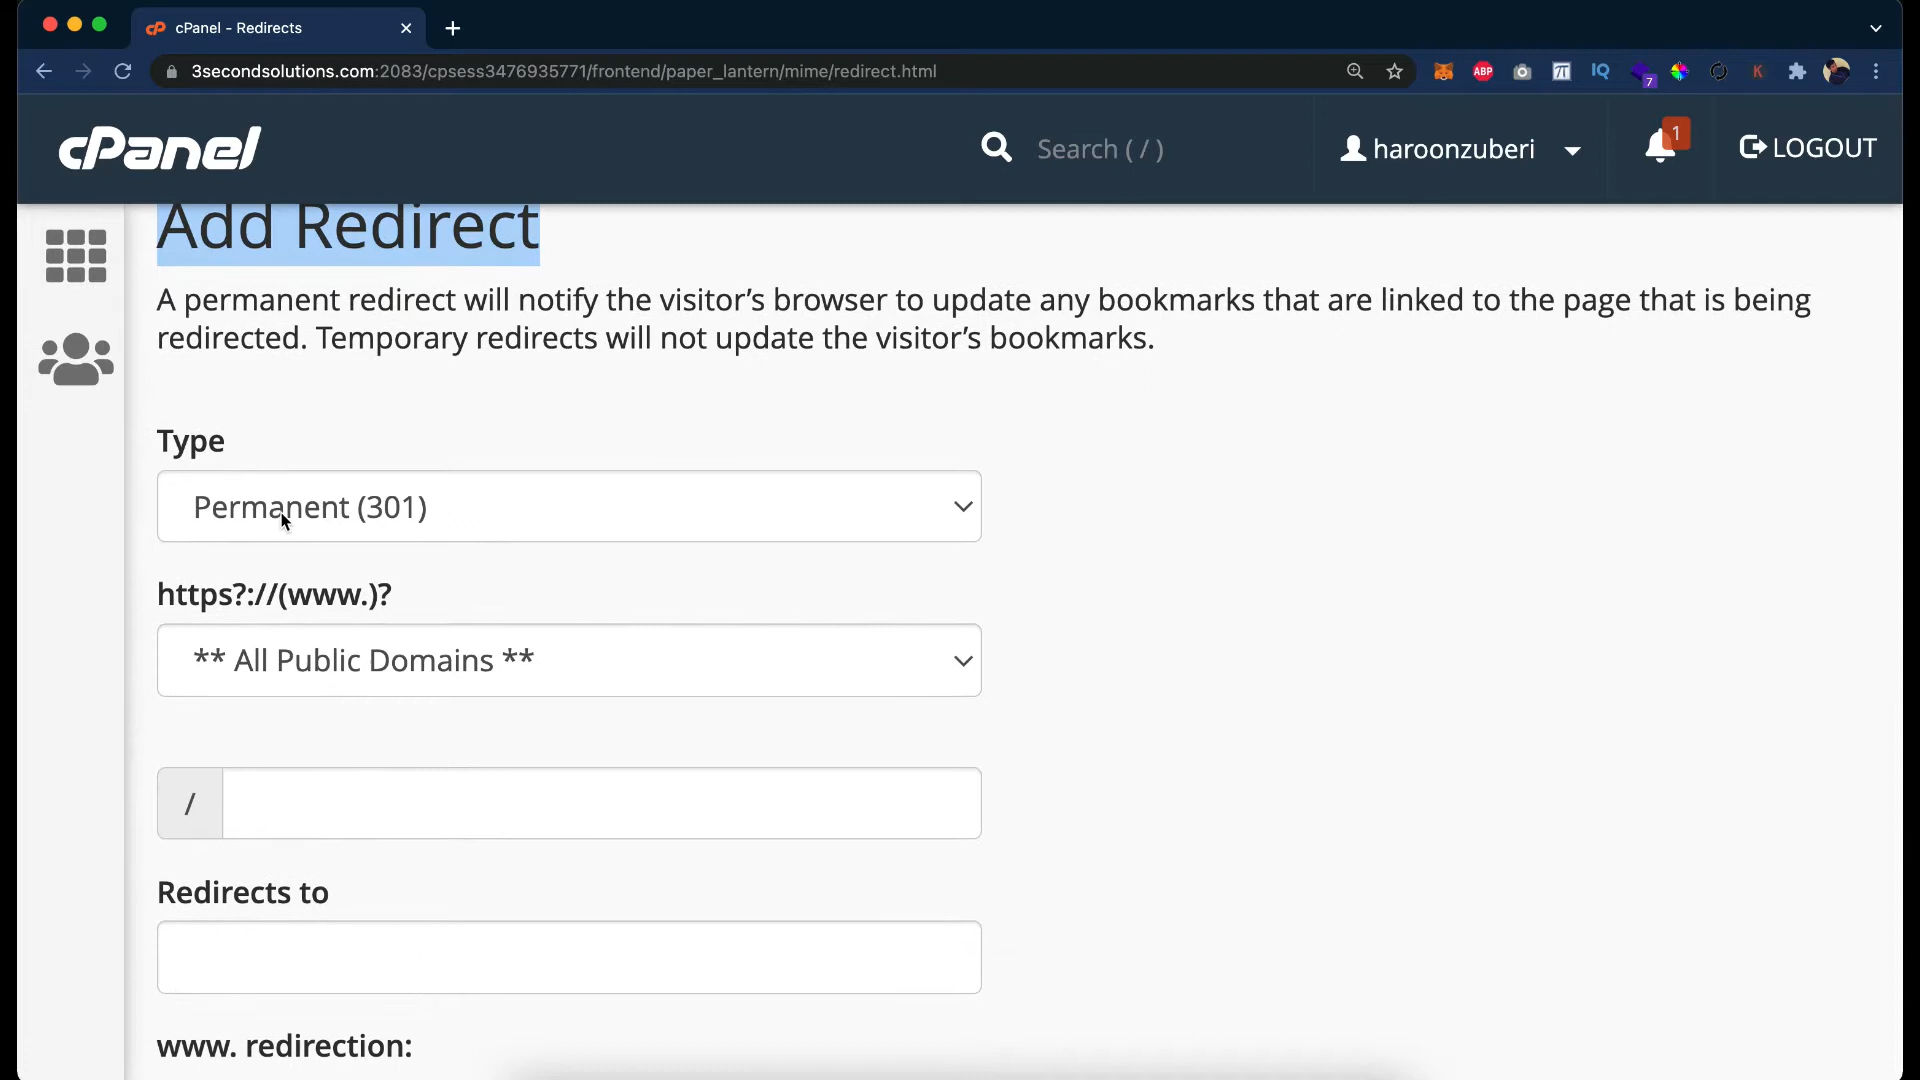 cPanel - Redirects
3secondsolutions.com:2083/cpsess3476935771/frontend/paper_lantern/mime/redirect.html
ABP
IQ
7
K
cPanel
Search ( / )
haroonzuberi
1
LOGOUT
Add Redirect
A permanent redirect will notify the visitor’s browser to update any bookmarks that are linked to the page that is being
redirected. Temporary redirects will not update the visitor’s bookmarks.
Type
Permanent (301)
https?://(www.)?
** All Public Domains **
/
Redirects to
www. redirection: